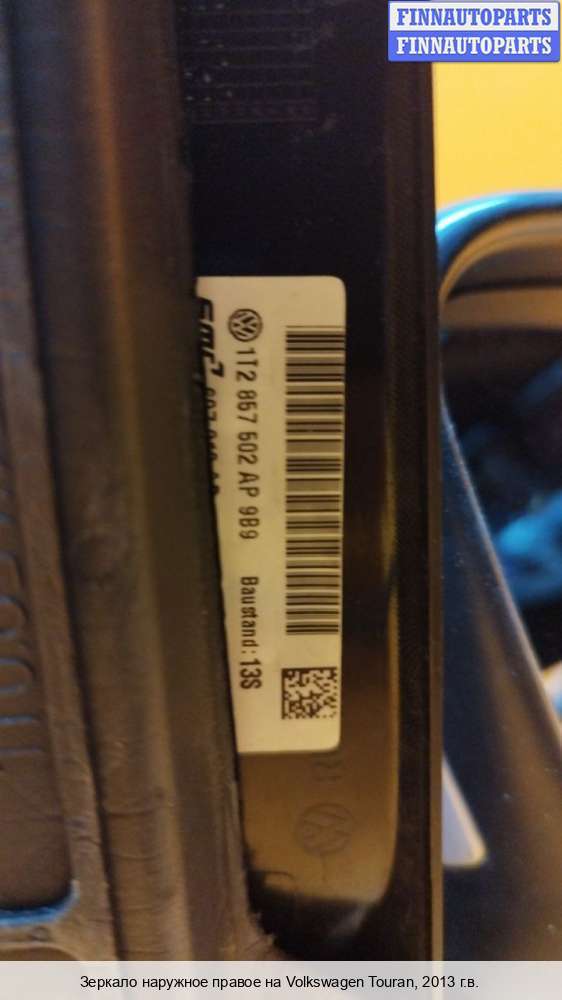 FINNAUTOPARTS
FINNAUTOPARTS
1T2 857 502 AP 9B9
Baustand: 13S
Зеркало наружное правое на Volkswagen Touran, 2013 г.в.